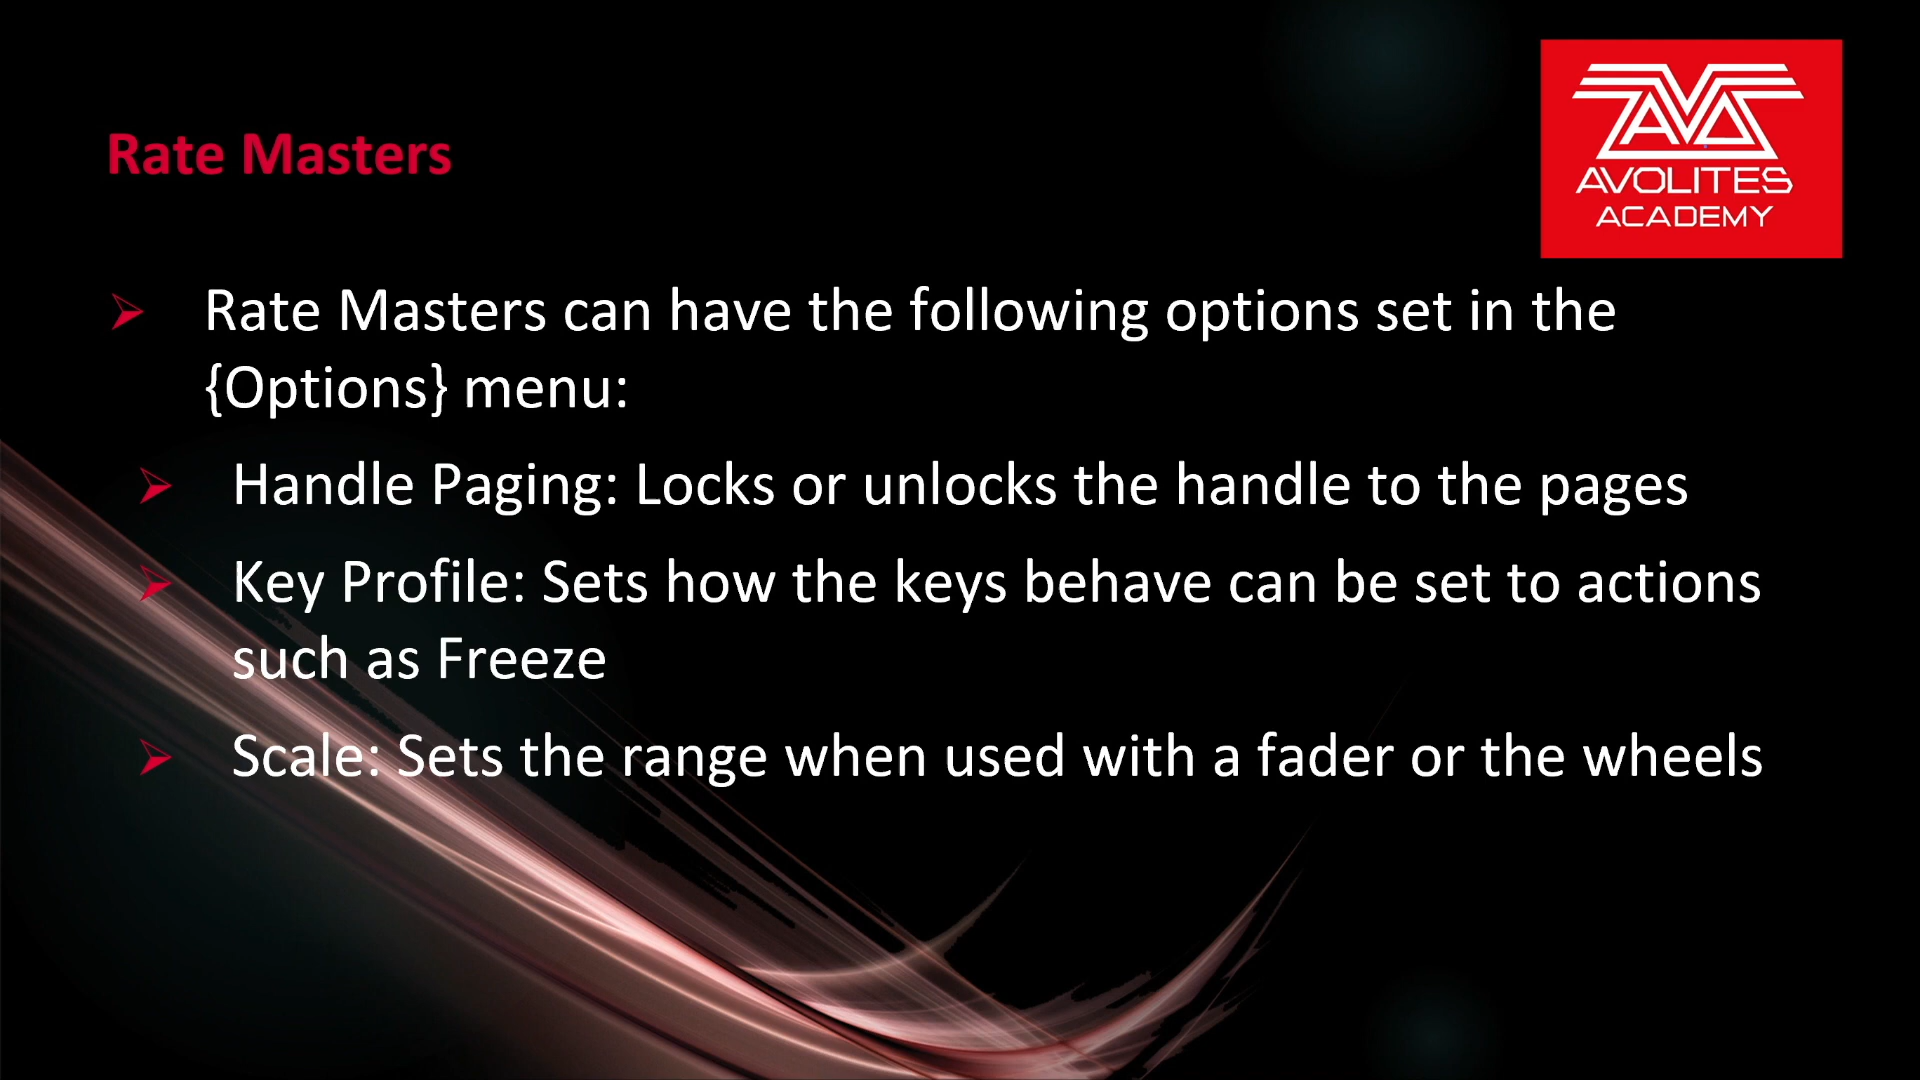 AVOLITES
ACADEMY
Rate Masters
Rate Masters can have the following options set in the
{Options} menu:
Handle Paging: Locks or unlocks the handle to the pages
Key Profile: Sets how the keys behave can be set to actions
such as Freeze
Scale: Sets the range when used with a fader or the wheels